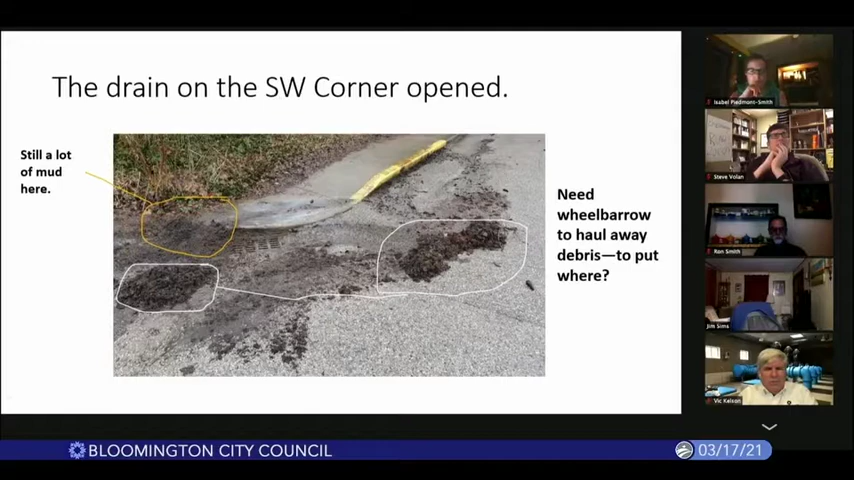 The drain on the SW Corner opened.
Still a lot
of mud
here.
Need
wheelbarrow
to haul away
debris—to put
where?
Isabel Piedmont-Smith
Steve Volan
Ron Smith
Jim Sims
Vic Kelson
BLOOMINGTON CITY COUNCIL
03/17/21